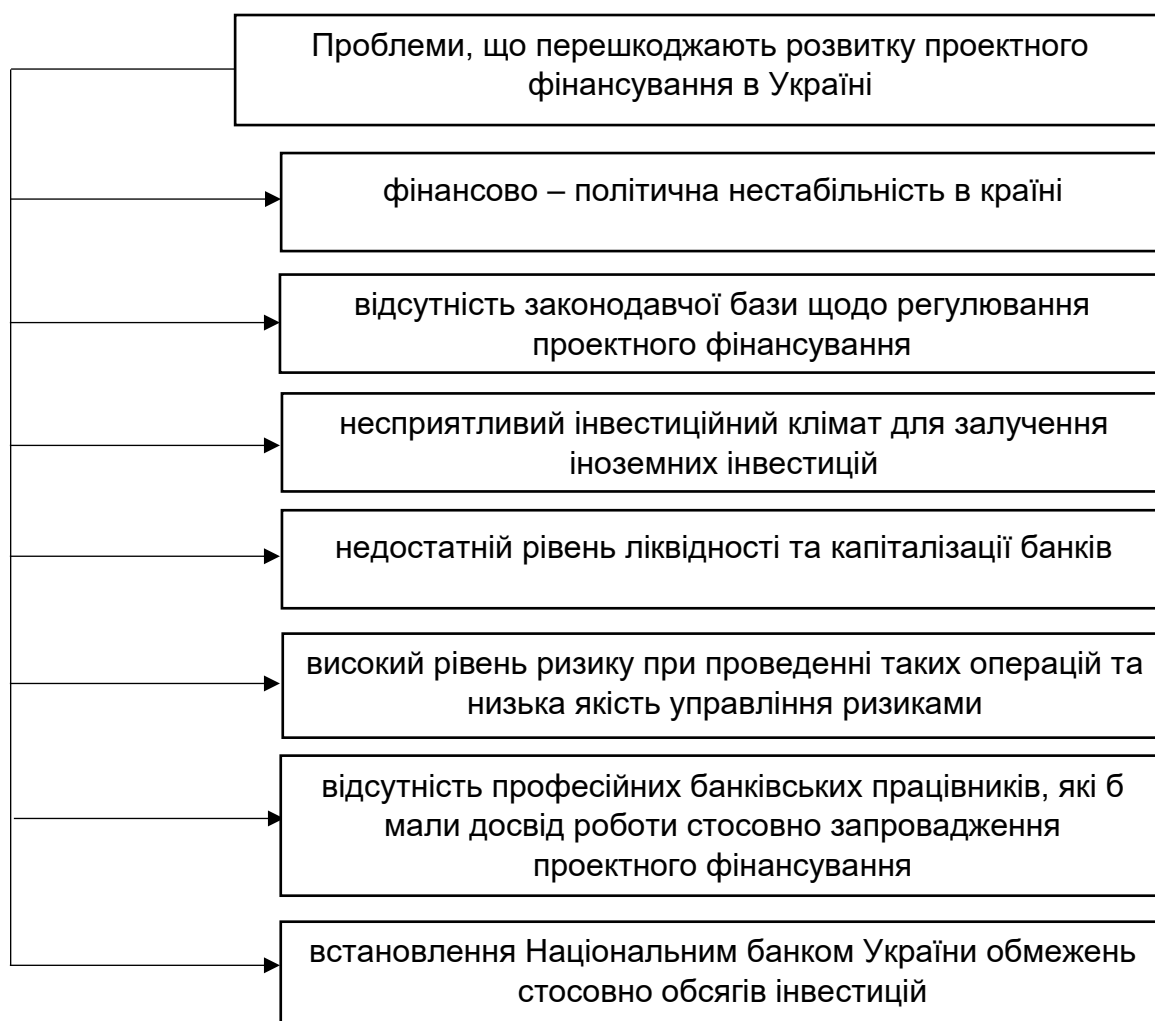 Проблеми, що перешкоджають розвитку проектного
фінансування в Україні
фінансово – політична нестабільність в країні
відсутність законодавчої бази щодо регулювання
проектного фінансування
несприятливий інвестиційний клімат для залучення
іноземних інвестицій
недостатній рівень ліквідності та капіталізації банків
високий рівень ризику при проведенні таких операцій та
низька якість управління ризиками
відсутність професійних банківських працівників, які б
мали досвід роботи стосовно запровадження
проектного фінансування
встановлення Національним банком України обмежень
стосовно обсягів інвестицій